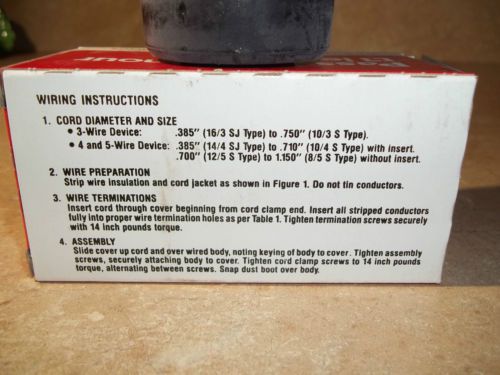 WIRING INSTRUCTIONS
1. CORD DIAMETER AND SIZE
• 3-Wire Device: .385" (16/3 SJ Type) to .750" (10/3 S Type).
• 4 and 5-Wire Device: .385" (14/4 SJ Type) to .710" (10/4 S Type) with insert.
.700" (12/5 S Type) to 1.150" (8/5 S Type) without insert.
2. WIRE PREPARATION
Strip wire insulation and cord jacket as shown in Figure 1. Do not tin conductors.
3. WIRE TERMINATIONS
Insert cord through cover beginning from cord clamp end. Insert all stripped conductors
fully into proper wire termination holes as per Table 1. Tighten termination screws securely
with 14 inch pounds torque.
4. ASSEMBLY
Slide cover up cord and over wired body, noting keying of body to cover. Tighten assembly
screws, securely attaching body to cover. Tighten cord clamp screws to 14 inch pounds
torque, alternating between screws. Snap dust boot over body.